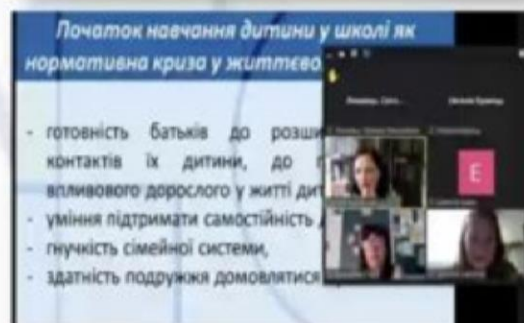 Початок навчання дитини у школі як
нормативна криза у
- готовність батьків до
контактів їх дитини, до
впливового дорослого у житті
- уміння підтримати самостійність
- гнучкість сімейної системи,
- здатність подружжя домовлятися
E